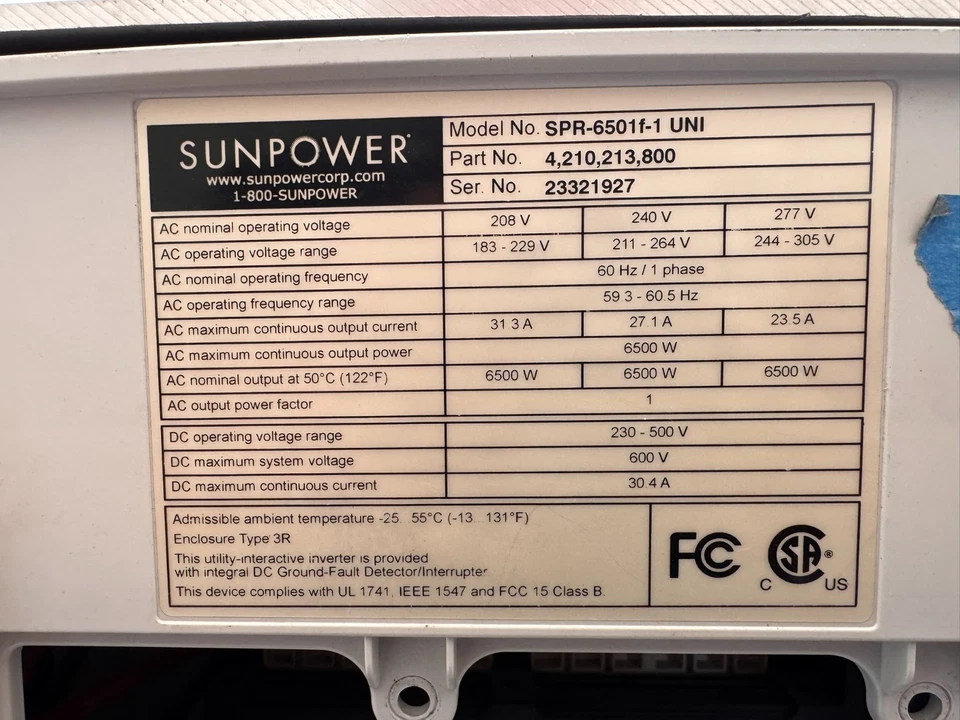 SUNPOWER®
www.sunpowercorp.com
1-800-SUNPOWER
Model No. SPR-6501f-1 UNI
Part No. 4,210,213,800
Ser. No. 23321927
AC nominal operating voltage 208 V 240 V 277 V
AC operating voltage range 183 - 229 V 211 - 264 V 244 - 305 V
AC nominal operating frequency 60 Hz / 1 phase
AC operating frequency range 59.3 - 60.5 Hz
AC maximum continuous output current 31.3 A 27.1 A 23.5 A
AC maximum continuous output power 6500 W
AC nominal output at 50°C (122°F) 6500 W 6500 W 6500 W
AC output power factor 1
DC operating voltage range 230 - 500 V
DC maximum system voltage 600 V
DC maximum continuous current 30.4 A
Admissible ambient temperature -25...55°C (-13...131°F)
Enclosure Type 3R
This utility-interactive inverter is provided
with integral DC Ground-Fault Detector/Interrupter
This device complies with UL 1741, IEEE 1547 and FCC 15 Class B.
FC SA ®
C US